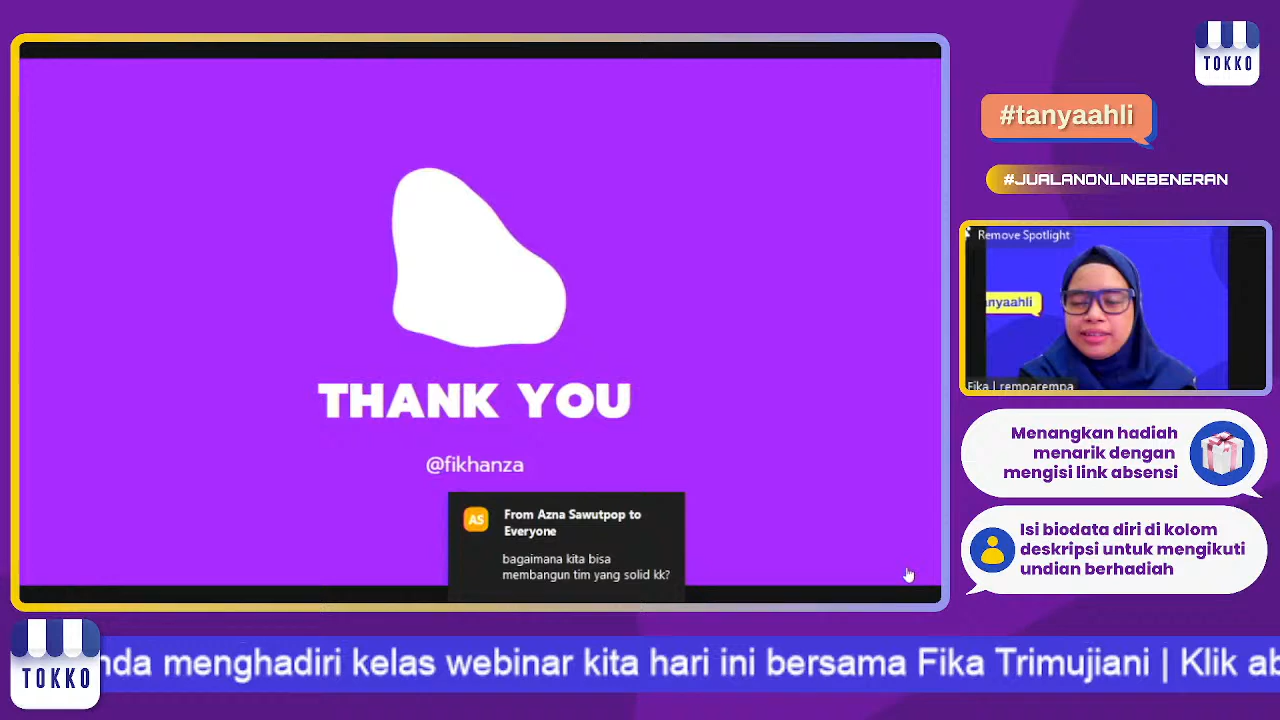 TOKKO
#tanyaahli
#JUALANONLINEBENERAN
Remove Spotlight
anyaahli
Fika | remparempa
THANK YOU
@fikhanza
AS
From Azna Sawutpop to
Everyone
bagaimana kita bisa
membangun tim yang solid kk?
Menangkan hadiah
menarik dengan
mengisi link absensi
Isi biodata diri di kolom
deskripsi untuk mengikuti
undian berhadiah
TOKKO
nda menghadiri kelas webinar kita hari ini bersama Fika Trimujiani | Klik ab